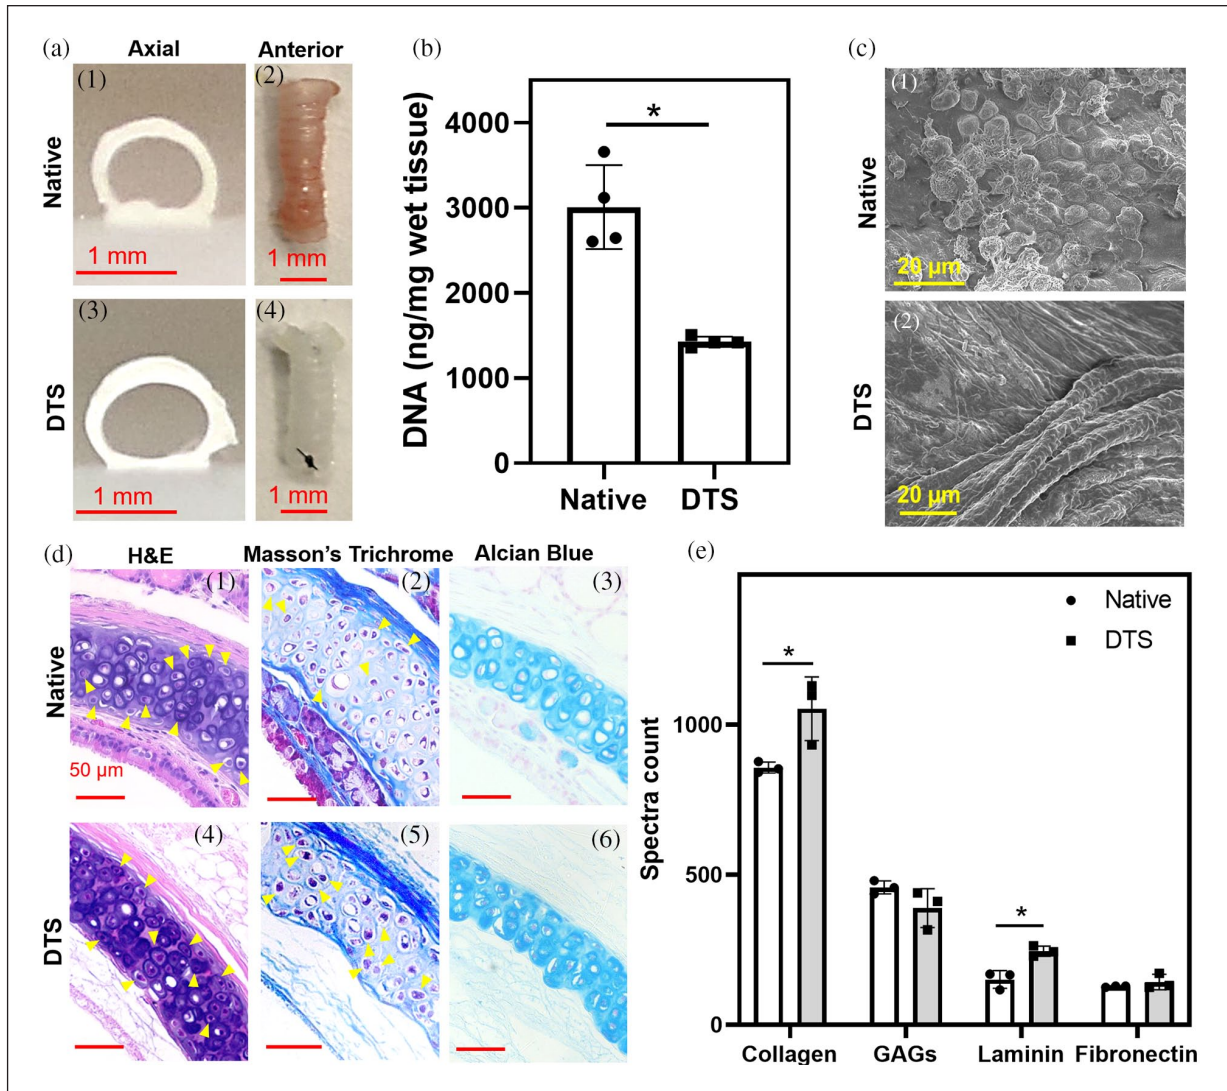 (a)
Axial
Anterior
(1)
(2)
Native
1 mm
1 mm
(3)
(4)
DTS
1 mm
1 mm
(b)
DNA (ng/mg wet tissue)
4000
3000
2000
1000
0
*
Native
DTS
(c)
(1)
Native
20 µm
(2)
DTS
20 µm
(d)
H&E
Masson's Trichrome
Alcian Blue
(1)
(2)
(3)
Native
50 µm
(4)
(5)
(6)
DTS
(e)
Native
DTS
Spectra count
1000
500
0
*
*
Collagen
GAGs
Laminin
Fibronectin